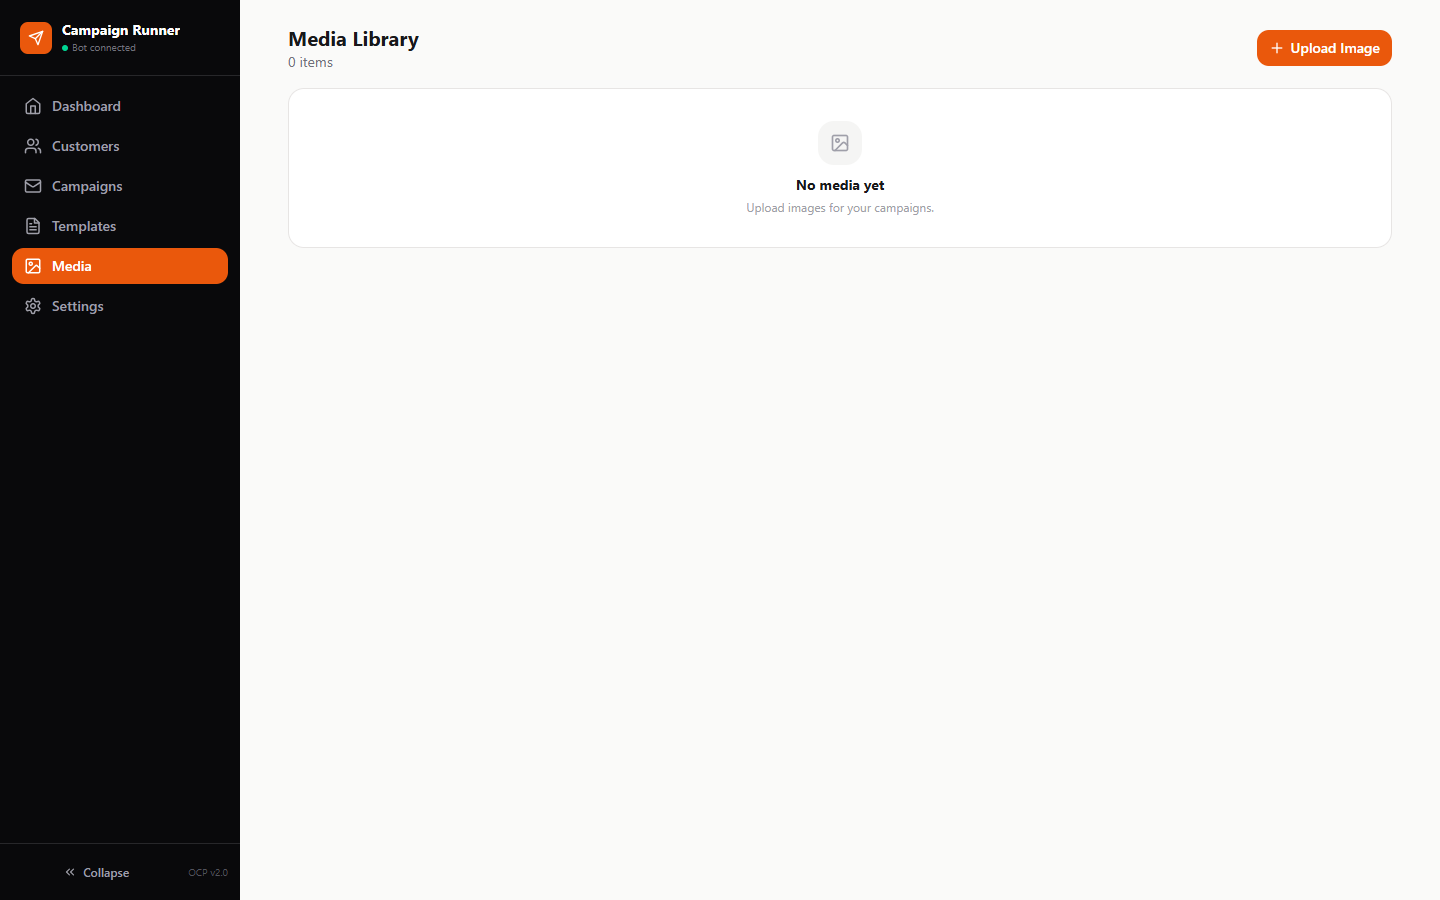 Campaign Runner
Bot connected
Dashboard
Customers
Campaigns
Templates
Media
Settings
Collapse
OCP v2.0
Media Library
0 items
Upload Image
No media yet
Upload images for your campaigns.